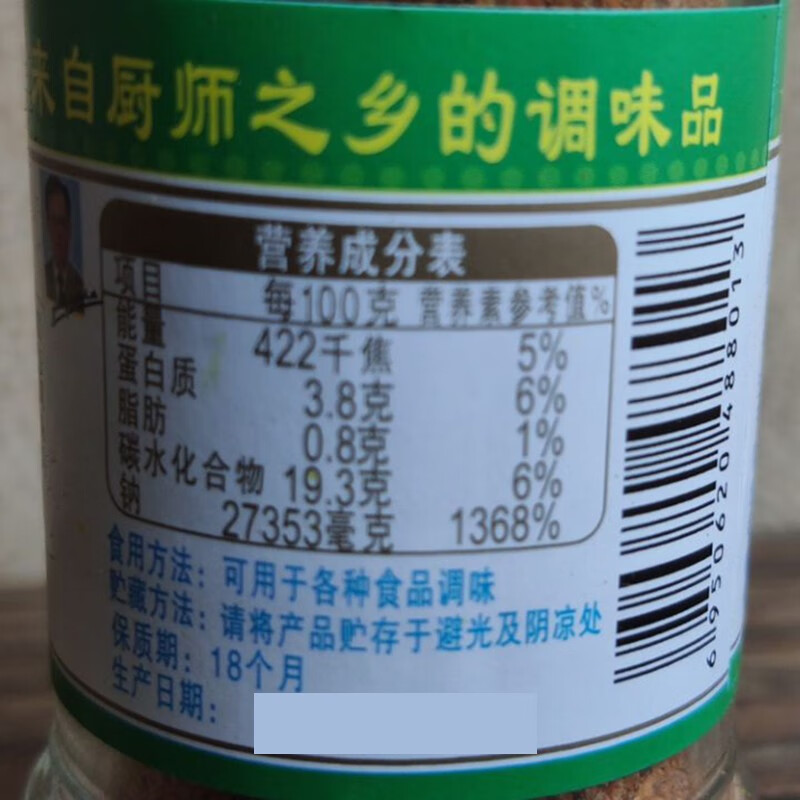 来自厨师之乡的调味品
营养成分表
项目 每100克 营养素参考值%
能量 422千焦 5%
蛋白质 3.8克 6%
脂肪 0.8克 1%
碳水化合物 19.3克 6%
钠 27353毫克 1368%
食用方法：可用于各种食品调味
贮藏方法：请将产品贮存于避光及阴凉处
保质期：18个月
生产日期：
6950620488013